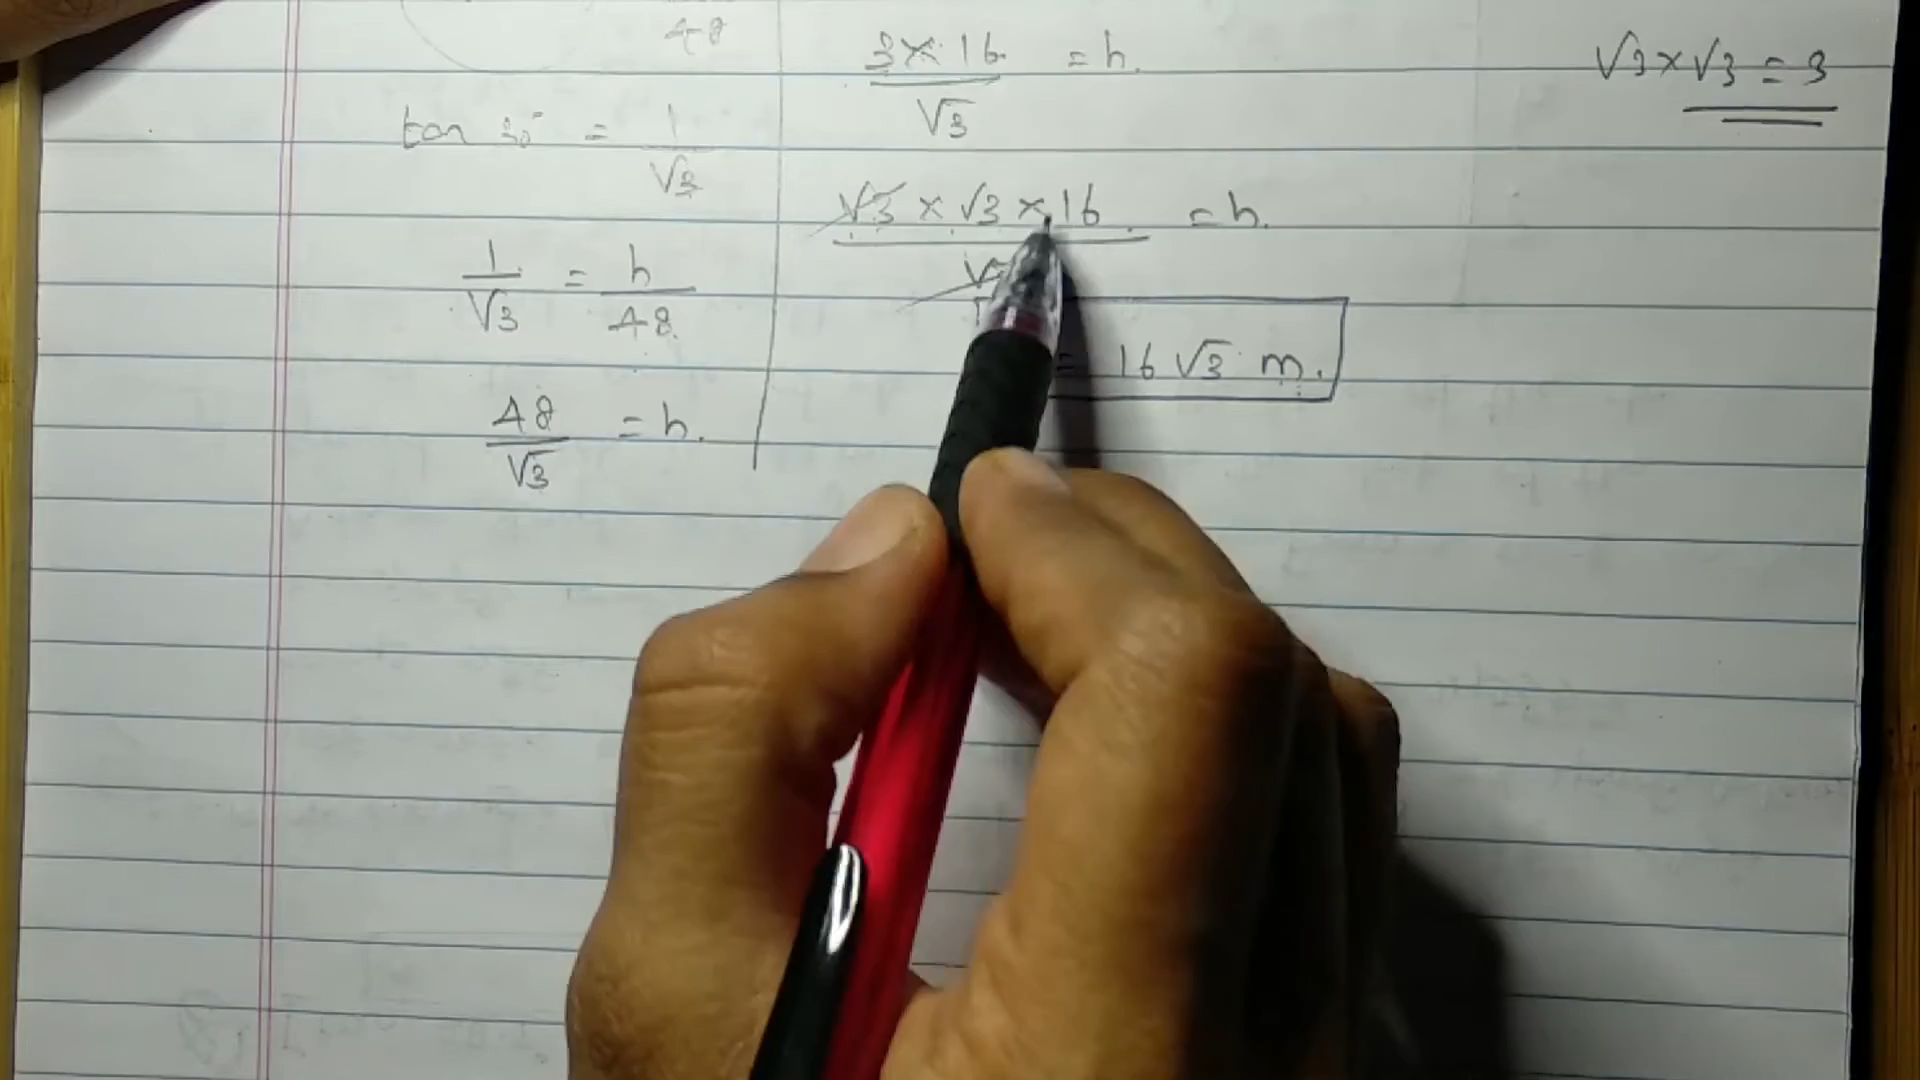 48
tan 30° = 1/√3
1/√3 = h/48
48/√3 = h.
3 × 16/√3 = h.
√3 × √3 × 16/√ = h.
= 16√3 m.
√3 × √3 = 3